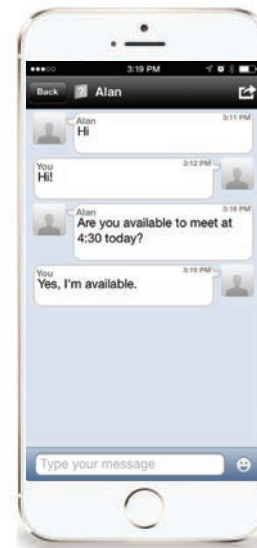 3:19 PM
Back Alan
Alan 3:11 PM
Hi
You 3:12 PM
Hi!
Alan 3:18 PM
Are you available to meet at
4:30 today?
You 3:19 PM
Yes, I'm available.
Type your message